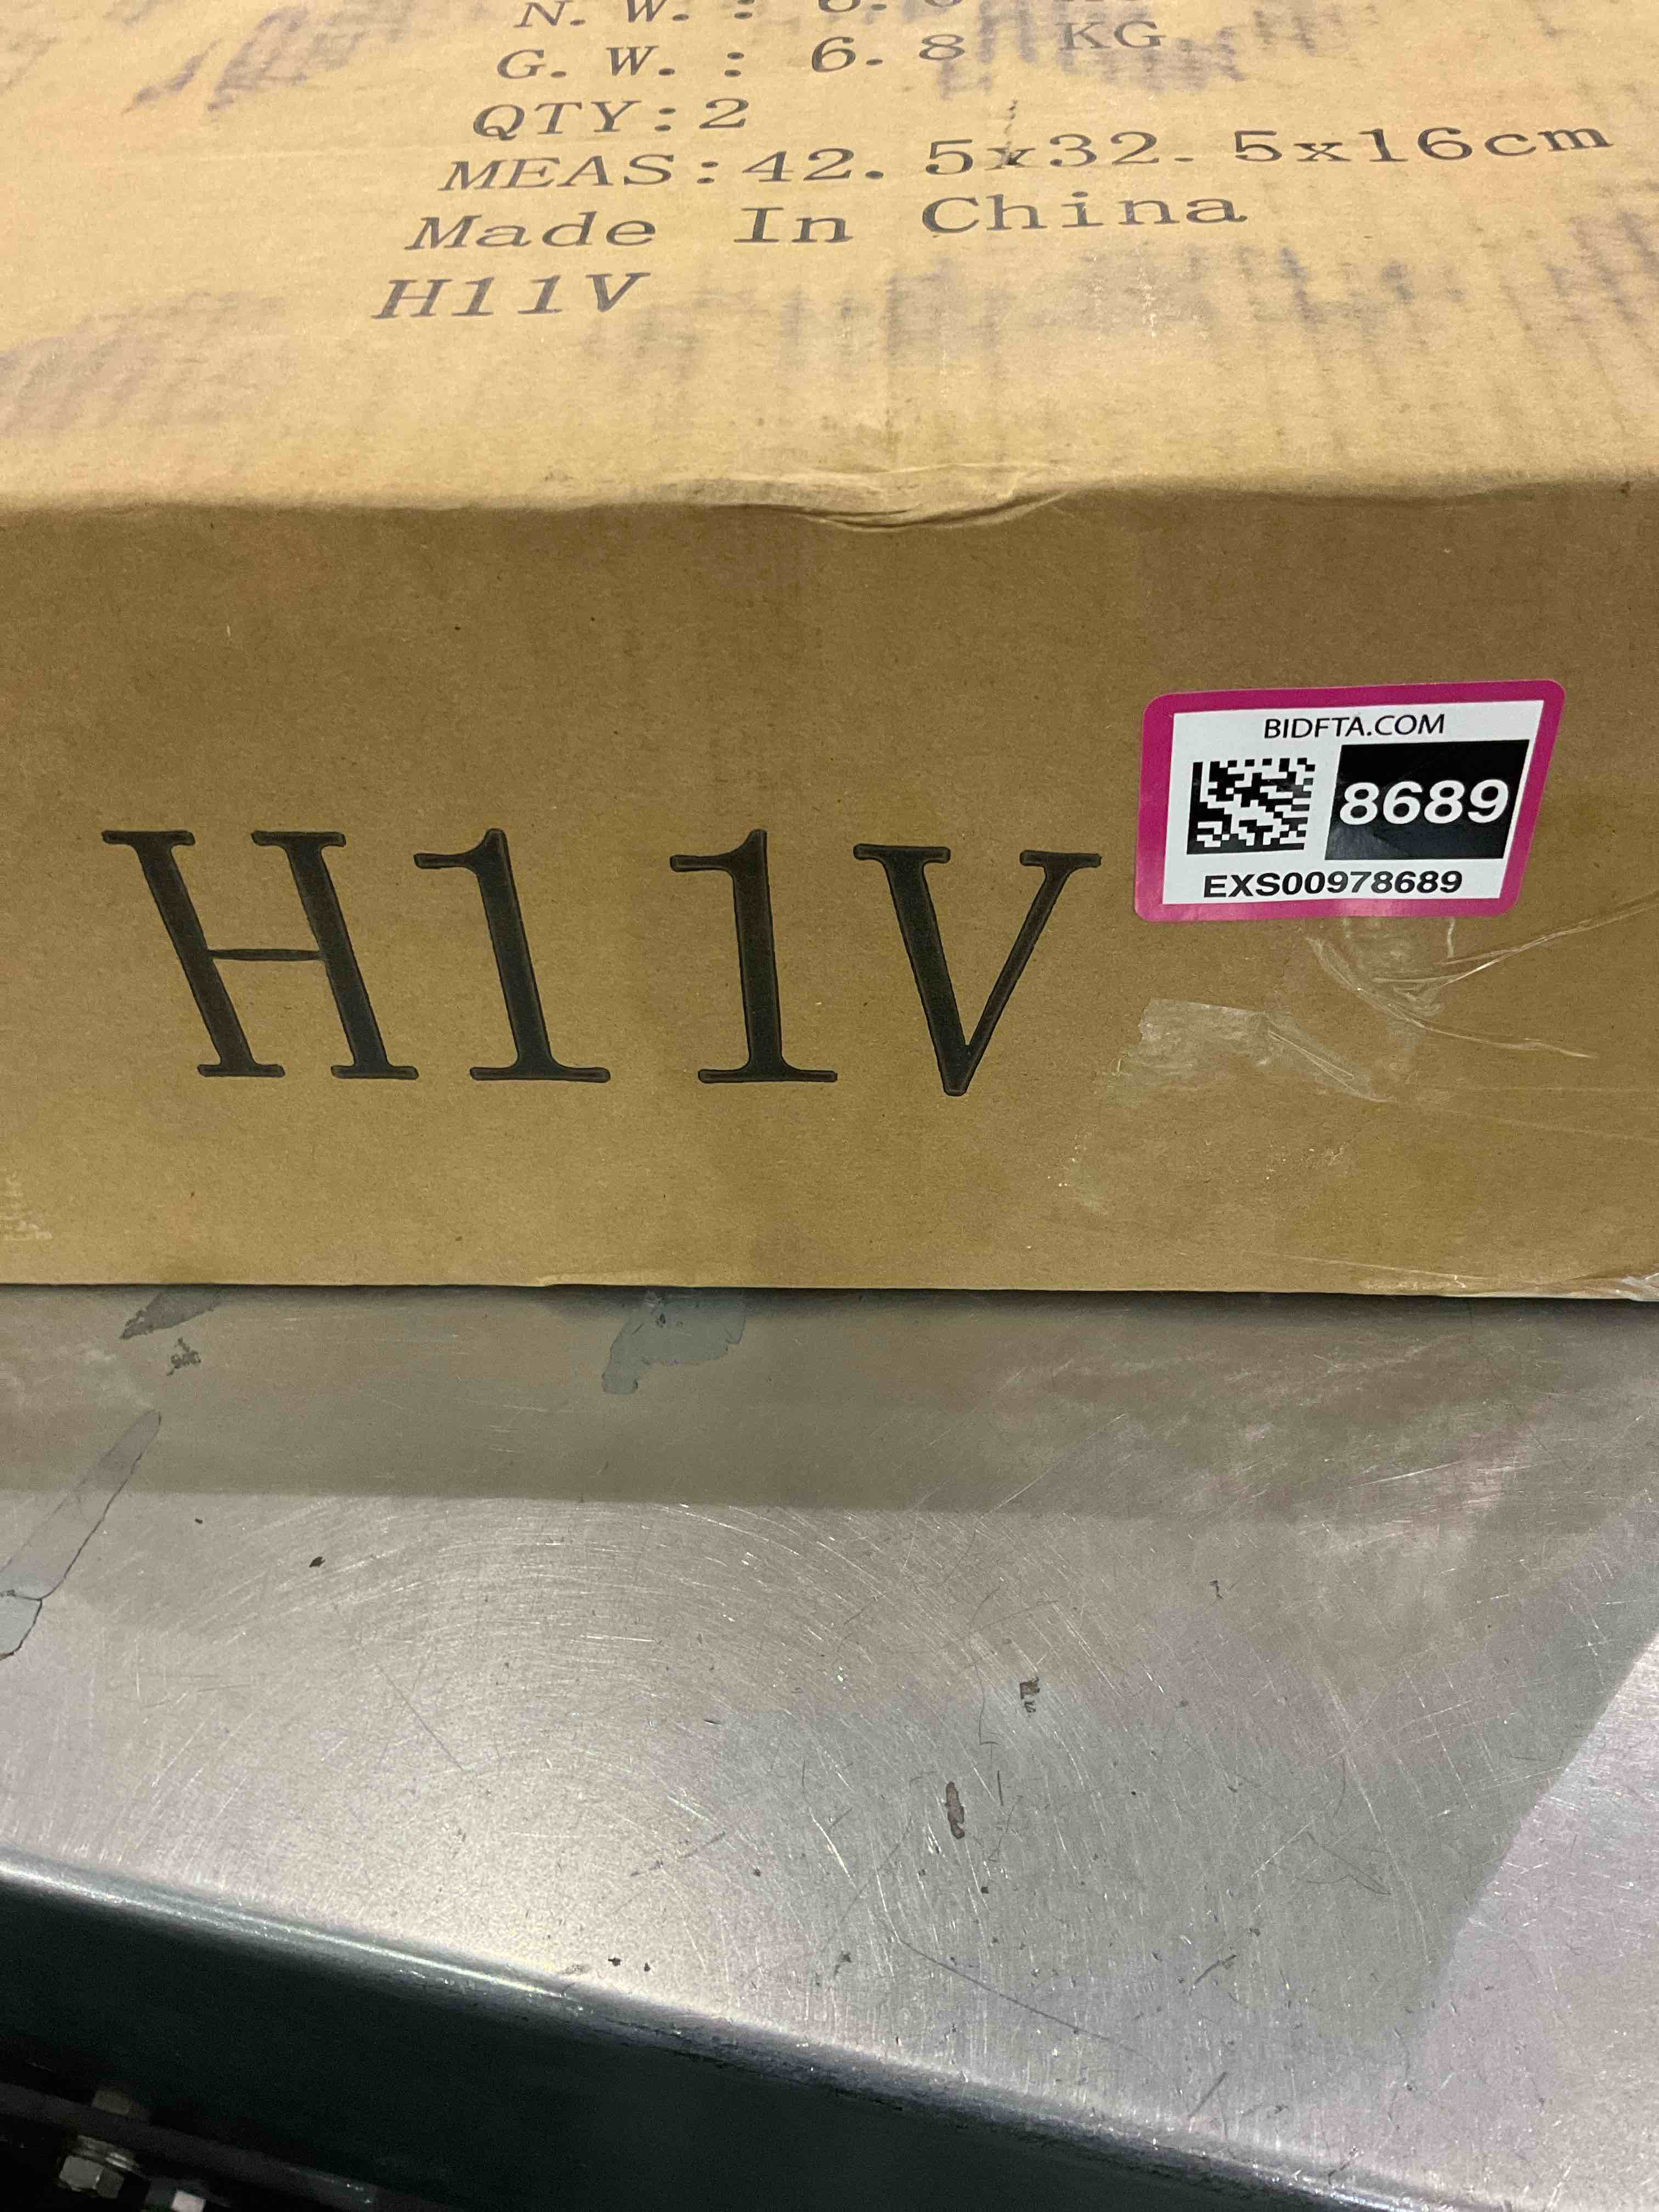 N. W. :
G. W. : 6. 8 KG
QTY:2
MEAS:42. 5x32. 5x16cm
Made In China
H11V
H11V
BIDFTA.COM
8689
EXS00978689